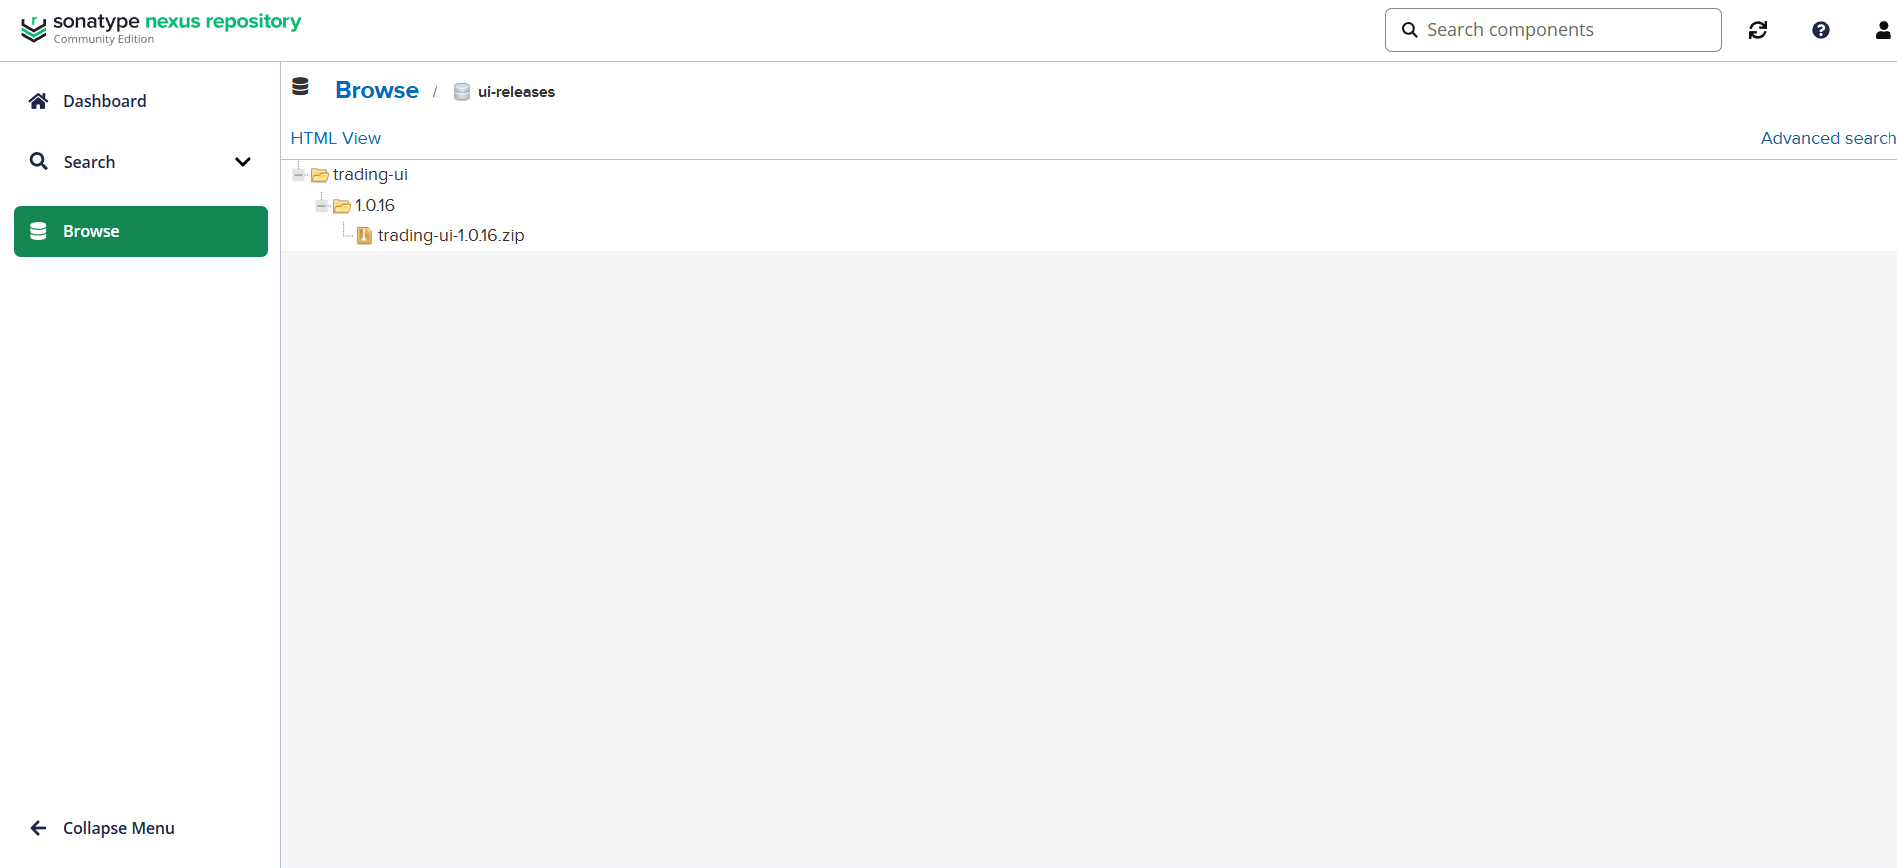 sonatype nexus repository
Community Edition
Search components
Dashboard
Search
Browse
Collapse Menu
Browse / ui-releases
HTML View
Advanced search
trading-ui
1.0.16
trading-ui-1.0.16.zip